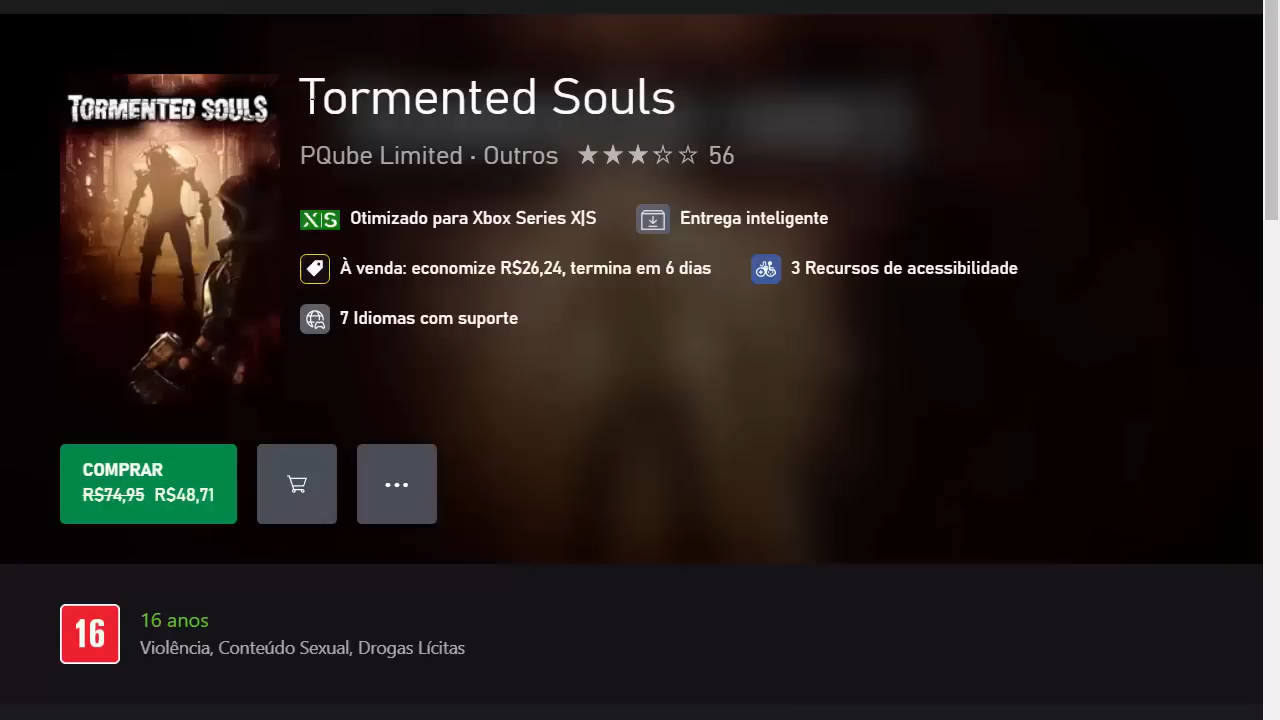 TORMENTED SOULS
Tormented Souls
PQube Limited · Outros ★★★☆☆ 56
X|S Otimizado para Xbox Series X|S Entrega inteligente
À venda: economize R$26,24, termina em 6 dias 3 Recursos de acessibilidade
7 Idiomas com suporte
COMPRAR
R$74,95 R$48,71
16 16 anos
Violência, Conteúdo Sexual, Drogas Lícitas